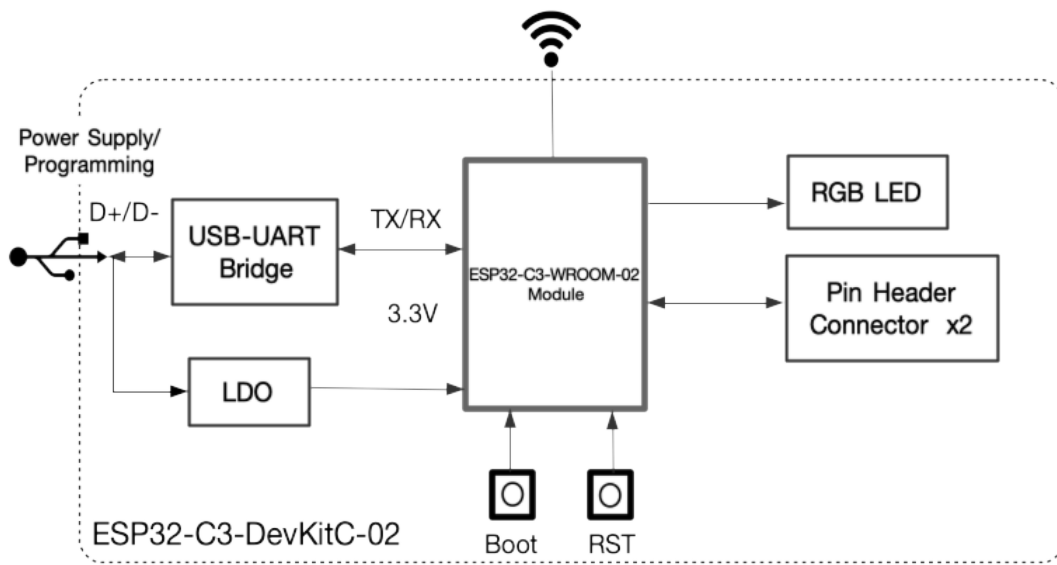 Power Supply/
Programming
D+/D-
USB-UART
Bridge
TX/RX
3.3V
LDO
ESP32-C3-WROOM-02
Module
RGB LED
Pin Header
Connector x2
Boot
RST
ESP32-C3-DevKitC-02